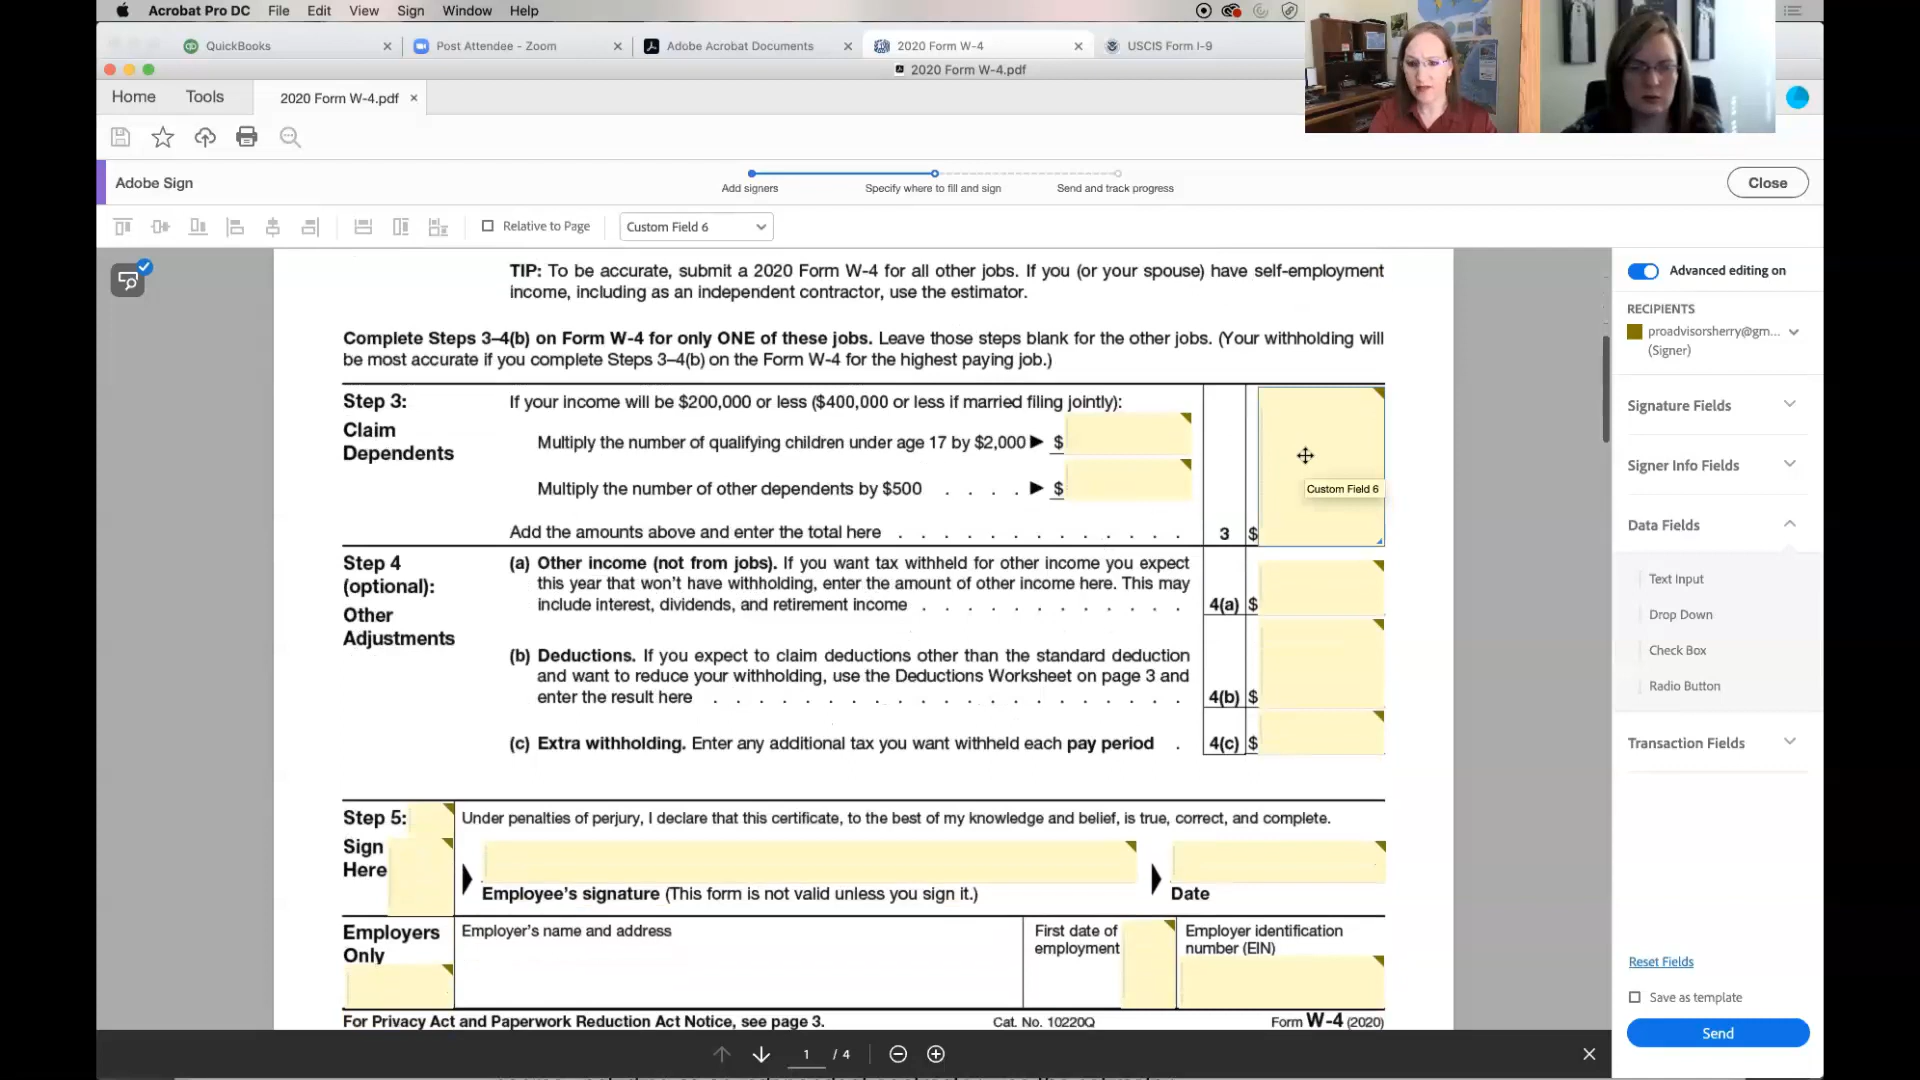 Acrobat Pro DC File Edit View Sign Window Help
QuickBooks
Post Attendee - Zoom
Adobe Acrobat Documents
2020 Form W-4
USCIS Form I-9
2020 Form W-4.pdf
Home Tools 2020 Form W-4.pdf
Adobe Sign
Add signers
Specify where to fill and sign
Send and track progress
Close
Relative to Page
Custom Field 6
TIP: To be accurate, submit a 2020 Form W-4 for all other jobs. If you (or your spouse) have self-employment
income, including as an independent contractor, use the estimator.
Complete Steps 3–4(b) on Form W-4 for only ONE of these jobs. Leave those steps blank for the other jobs. (Your withholding will
be most accurate if you complete Steps 3–4(b) on the Form W-4 for the highest paying job.)
Step 3:
Claim
Dependents
If your income will be $200,000 or less ($400,000 or less if married filing jointly):
Multiply the number of qualifying children under age 17 by $2,000 ▶ $
Multiply the number of other dependents by $500 . . . . ▶ $
Add the amounts above and enter the total here . . . . . . . . . . . . . 3 $
Custom Field 6
Step 4
(optional):
Other
Adjustments
(a) Other income (not from jobs). If you want tax withheld for other income you expect
this year that won't have withholding, enter the amount of other income here. This may
include interest, dividends, and retirement income . . . . . . . . . . . . 4(a) $
(b) Deductions. If you expect to claim deductions other than the standard deduction
and want to reduce your withholding, use the Deductions Worksheet on page 3 and
enter the result here . . . . . . . . . . . . . . . . . . 4(b) $
(c) Extra withholding. Enter any additional tax you want withheld each pay period . 4(c) $
Step 5:
Sign
Here
Under penalties of perjury, I declare that this certificate, to the best of my knowledge and belief, is true, correct, and complete.
Employee's signature (This form is not valid unless you sign it.)
Date
Employers
Only
Employer's name and address
First date of
employment
Employer identification
number (EIN)
For Privacy Act and Paperwork Reduction Act Notice, see page 3.
Cat. No. 10220Q
Form W-4 (2020)
1 / 4
Advanced editing on
RECIPIENTS
proadvisorsherry@gm...
(Signer)
Signature Fields
Signer Info Fields
Data Fields
Text Input
Drop Down
Check Box
Radio Button
Transaction Fields
Reset Fields
Save as template
Send